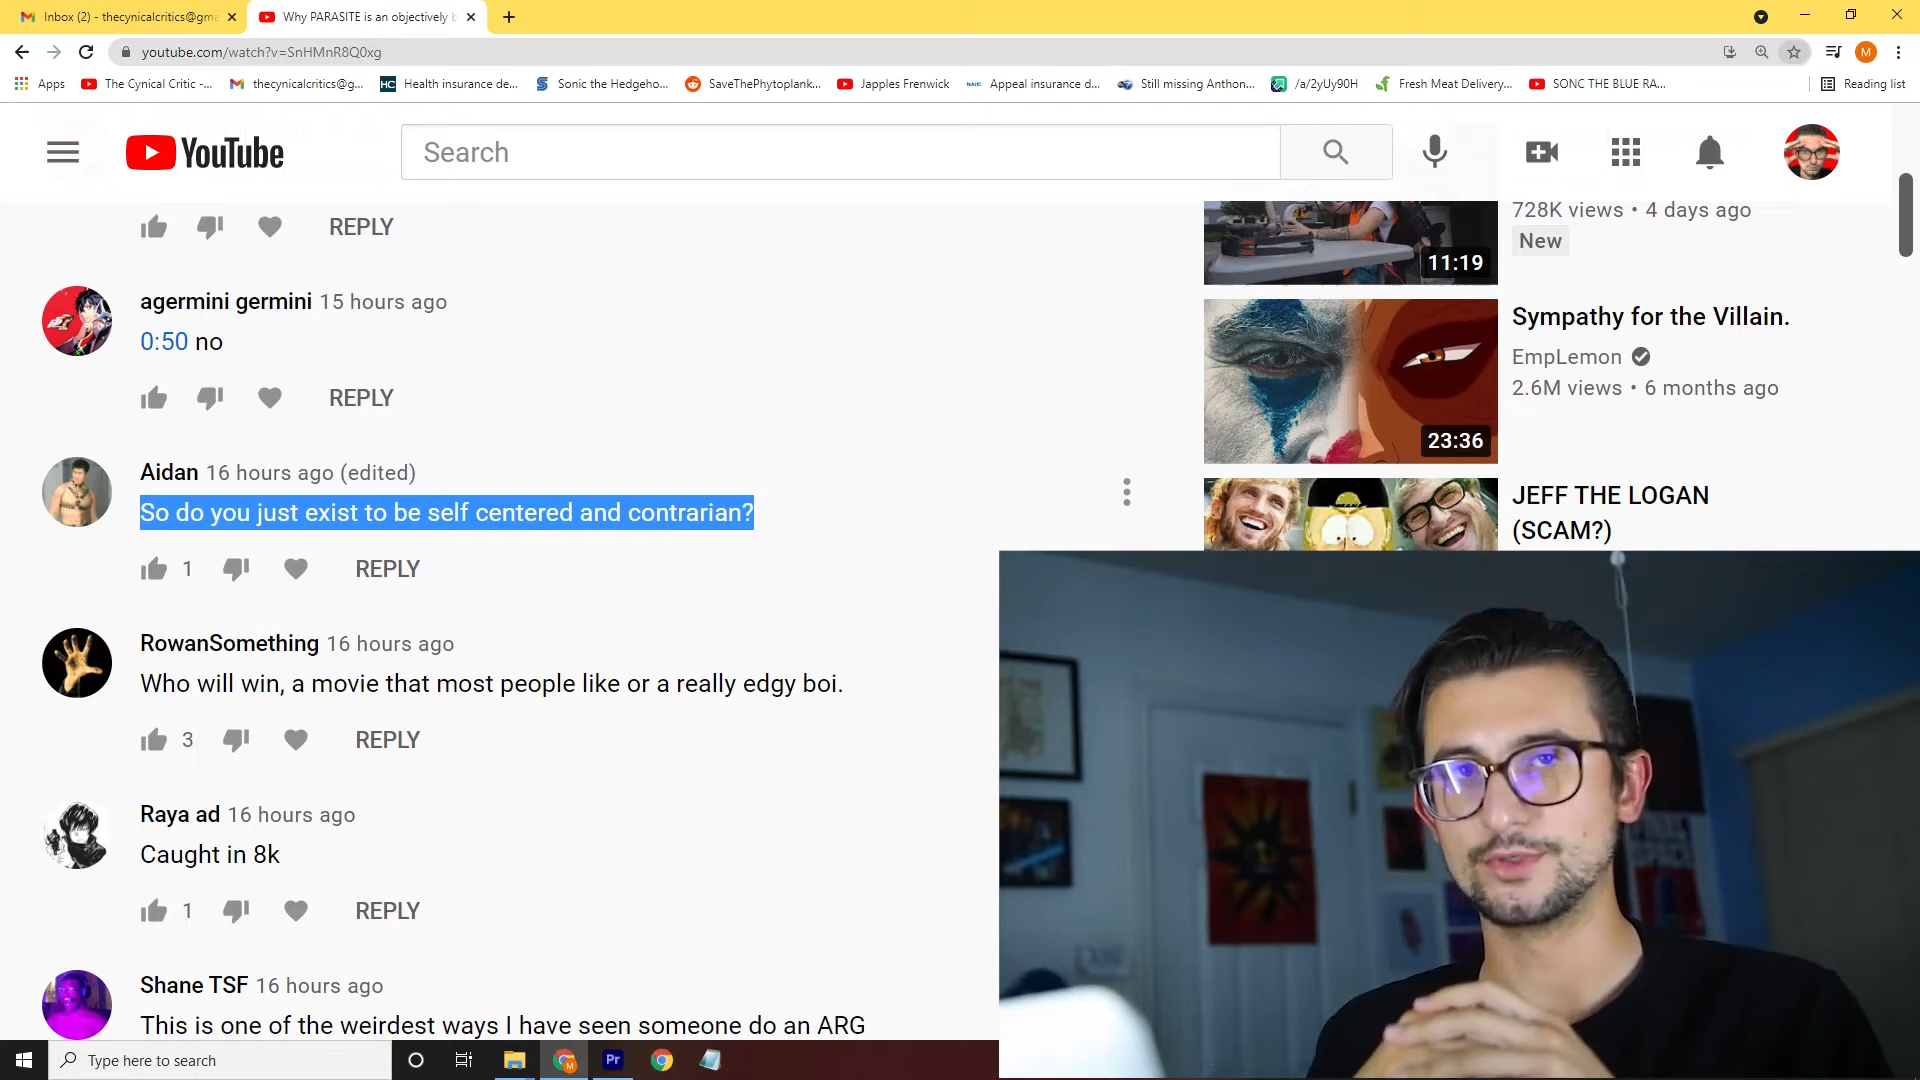 Inbox (2) - thecynicalcritics@gma
Why PARASITE is an objectively b
youtube.com/watch?v=SnHMnR8Q0xg
M
Apps
The Cynical Critic -...
thecynicalcritics@g...
HC
Health insurance de...
Sonic the Hedgeho...
SaveThePhytoplank...
Japples Frenwick
NAIC
Appeal insurance d...
Still missing Anthon...
/a/2yUy90H
Fresh Meat Delivery...
SONC THE BLUE RA...
Reading list
YouTube
Search
728K views • 4 days ago
New
11:19
REPLY
agermini germini 15 hours ago
0:50 no
REPLY
Sympathy for the Villain.
EmpLemon
2.6M views • 6 months ago
23:36
Aidan 16 hours ago (edited)
So do you just exist to be self centered and contrarian?
1 REPLY
JEFF THE LOGAN
(SCAM?)
RowanSomething 16 hours ago
Who will win, a movie that most people like or a really edgy boi.
3 REPLY
Raya ad 16 hours ago
Caught in 8k
1 REPLY
Shane TSF 16 hours ago
This is one of the weirdest ways I have seen someone do an ARG
Type here to search
M
Pr